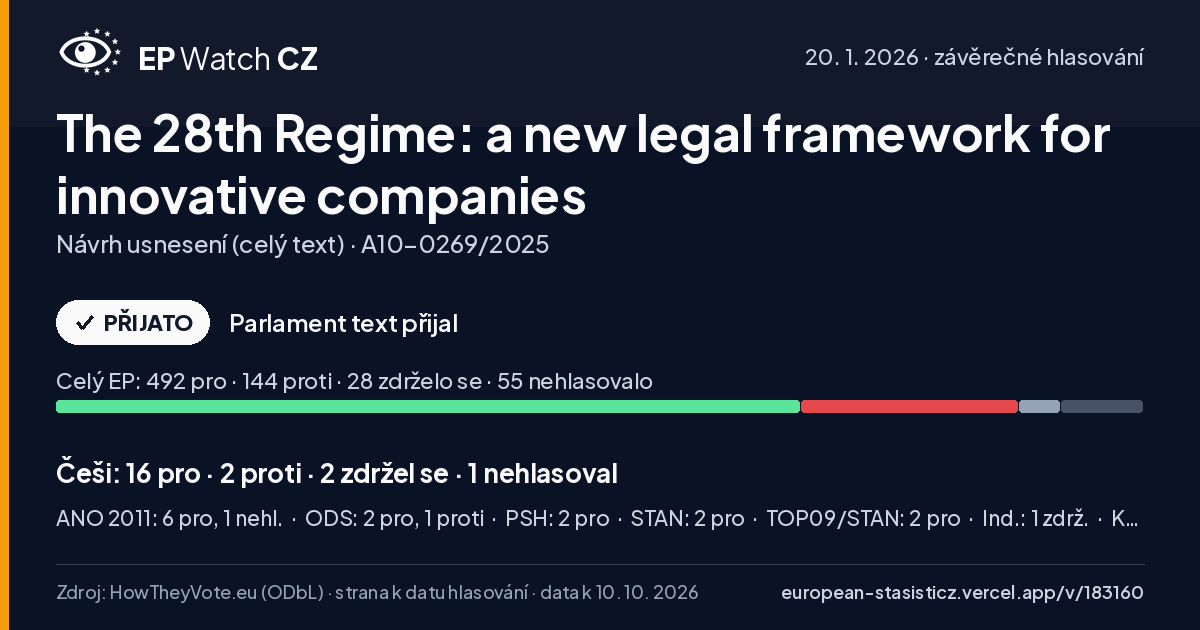 EP Watch CZ
20. 1. 2026 · závěrečné hlasování
The 28th Regime: a new legal framework for
innovative companies
Návrh usnesení (celý text) · A10–0269/2025
✓ PŘIJATO
Parlament text přijal
Celý EP: 492 pro · 144 proti · 28 zdrželo se · 55 nehlasovalo
Češi: 16 pro · 2 proti · 2 zdržel se · 1 nehlasoval
ANO 2011: 6 pro, 1 nehl. · ODS: 2 pro, 1 proti · PSH: 2 pro · STAN: 2 pro · TOP09/STAN: 2 pro · Ind.: 1 zdrž. · K…
Zdroj: HowTheyVote.eu (ODbL) · strana k datu hlasování · data k 10. 10. 2026
european-stasisticz.vercel.app/v/183160